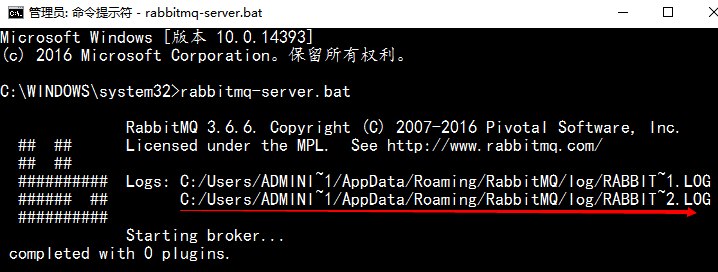 管理员: 命令提示符 - rabbitmq-server.bat
Microsoft Windows [版本 10.0.14393]
(c) 2016 Microsoft Corporation。保留所有权利。
C:\WINDOWS\system32>rabbitmq-server.bat
RabbitMQ 3.6.6. Copyright (C) 2007-2016 Pivotal Software, Inc.
## ## Licensed under the MPL. See http://www.rabbitmq.com/
## ##
########## Logs: C:/Users/ADMINI~1/AppData/Roaming/RabbitMQ/log/RABBIT~1.LOG
###### ## C:/Users/ADMINI~1/AppData/Roaming/RabbitMQ/log/RABBIT~2.LOG
##########
Starting broker...
completed with 0 plugins.